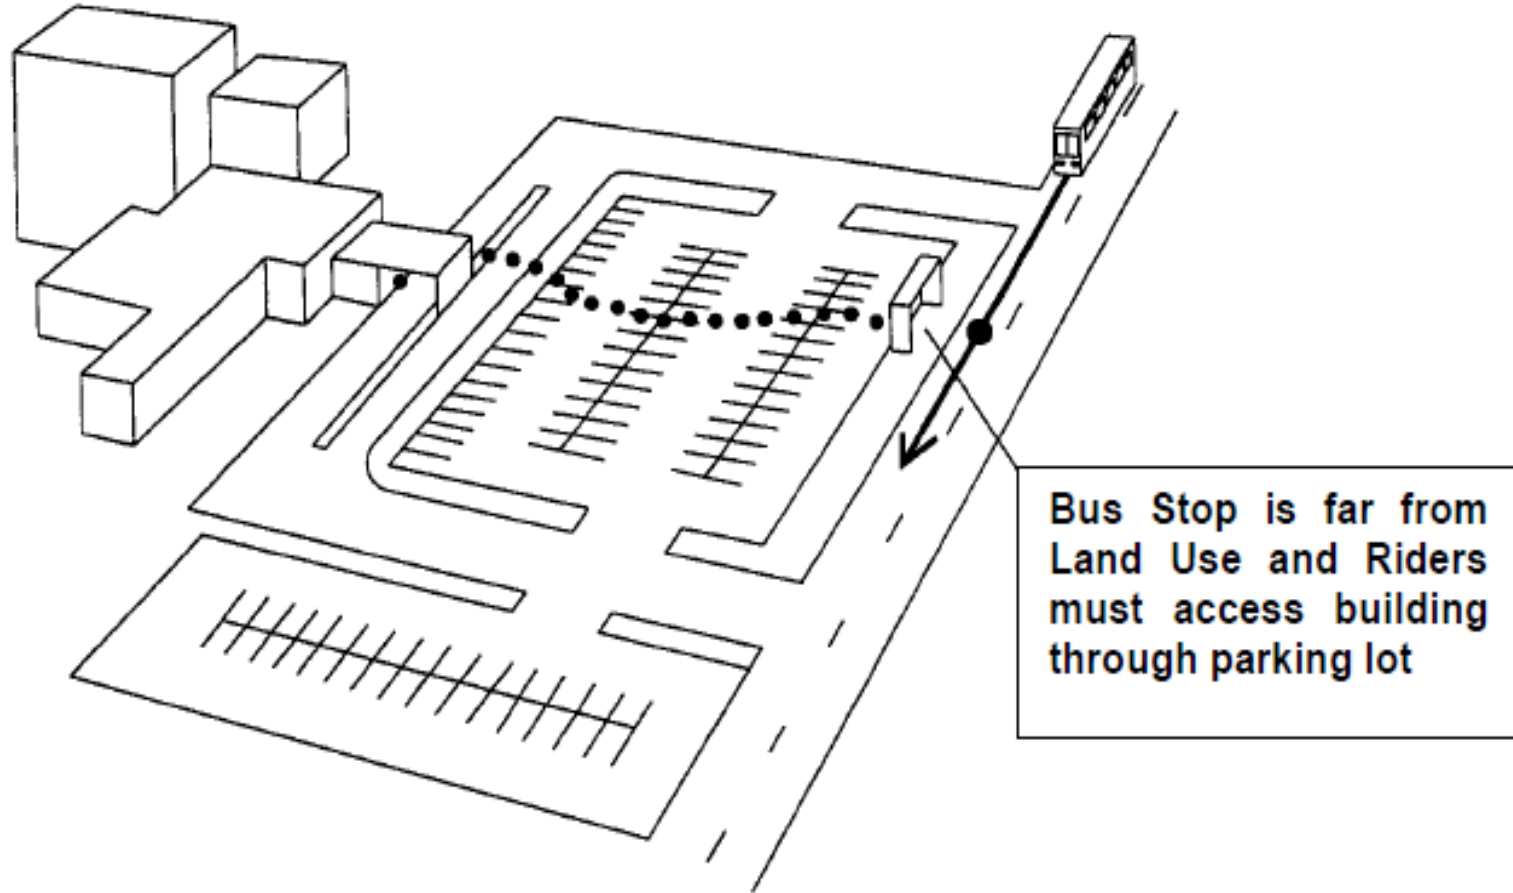 Bus Stop is far from
Land Use and Riders
must access building
through parking lot